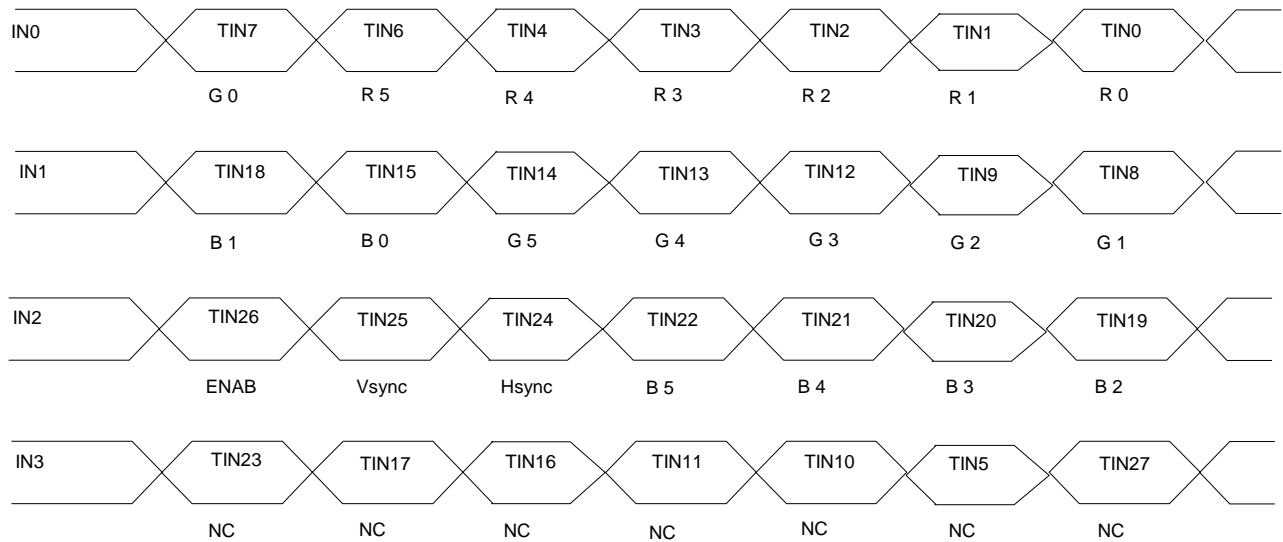 IN0 TIN7 TIN6 TIN4 TIN3 TIN2 TIN1 TIN0
G 0 R 5 R 4 R 3 R 2 R 1 R 0
IN1 TIN18 TIN15 TIN14 TIN13 TIN12 TIN9 TIN8
B 1 B 0 G 5 G 4 G 3 G 2 G 1
IN2 TIN26 TIN25 TIN24 TIN22 TIN21 TIN20 TIN19
ENAB Vsync Hsync B 5 B 4 B 3 B 2
IN3 TIN23 TIN17 TIN16 TIN11 TIN10 TIN5 TIN27
NC NC NC NC NC NC NC